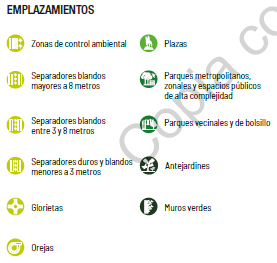 EMPLAZAMIENTOS
Zonas de control ambiental
Separadores blandos
mayores a 8 metros
Separadores blandos
entre 3 y 8 metros
Separadores duros y blandos
menores a 3 metros
Glorietas
Orejas
Plazas
Parques metropolitanos,
zonales y espacios públicos
de alta complejidad
Parques vecinales y de bolsillo
Antejardines
Muros verdes
Copia co